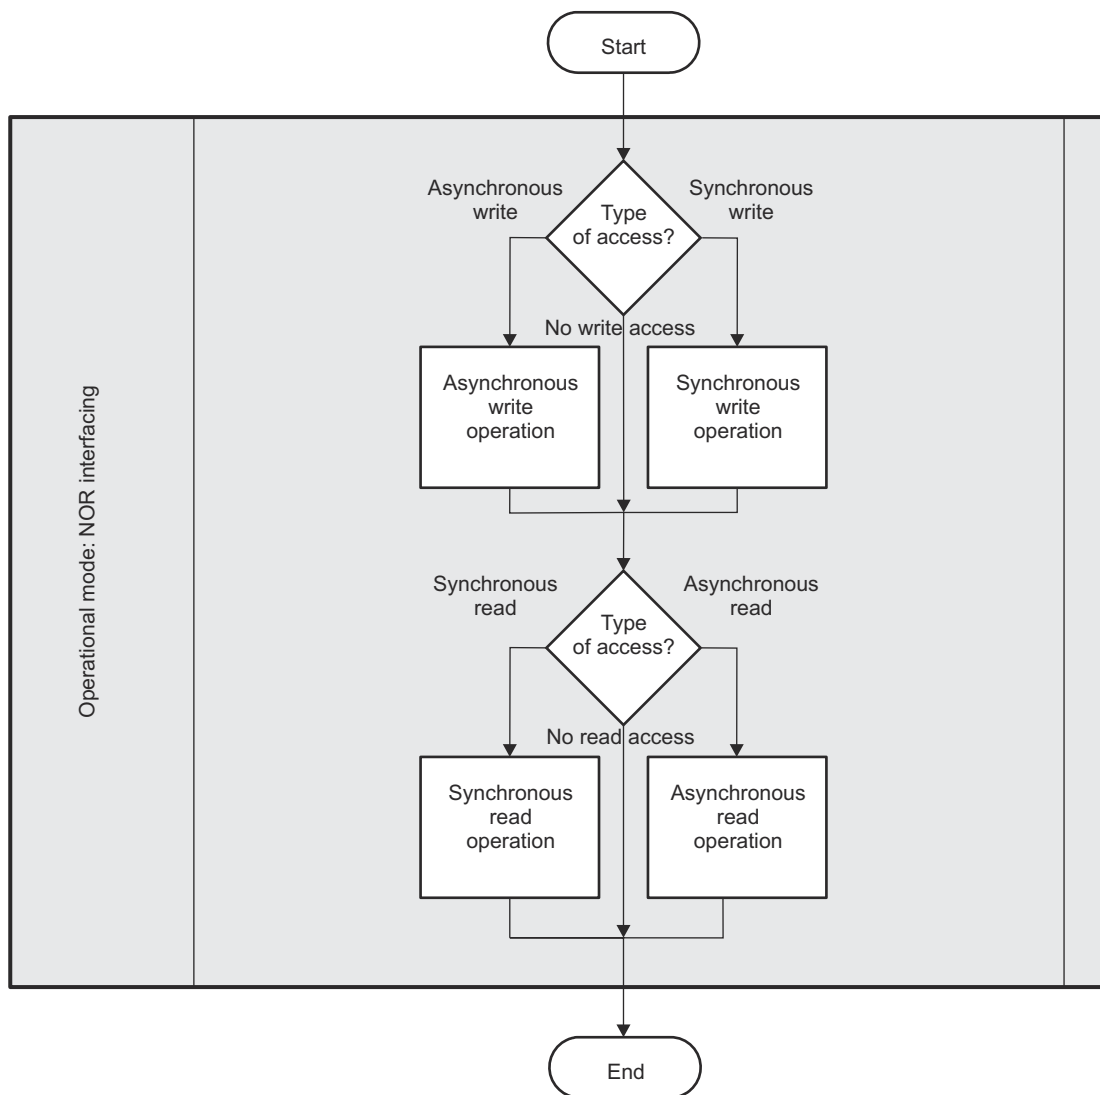 Start
Asynchronous
write
Synchronous
write
Type
of access?
No write access
Asynchronous
write
operation
Synchronous
write
operation
Operational mode: NOR interfacing
Synchronous
read
Asynchronous
read
Type
of access?
No read access
Synchronous
read
operation
Asynchronous
read
operation
End